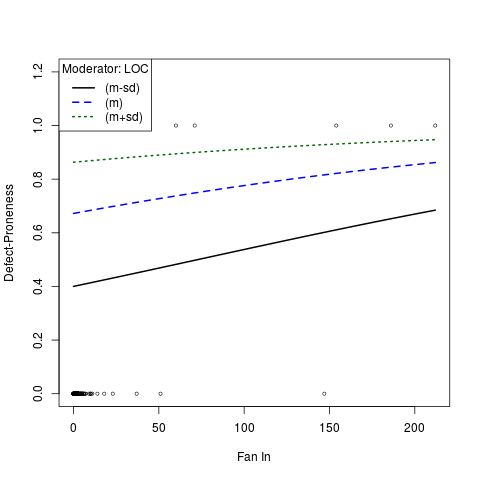 Moderator: LOC
(m-sd)
(m)
(m+sd)
Defect-Proneness
1.2
1.0
0.8
0.6
0.4
0.2
0.0
0 50 100 150 200
Fan In